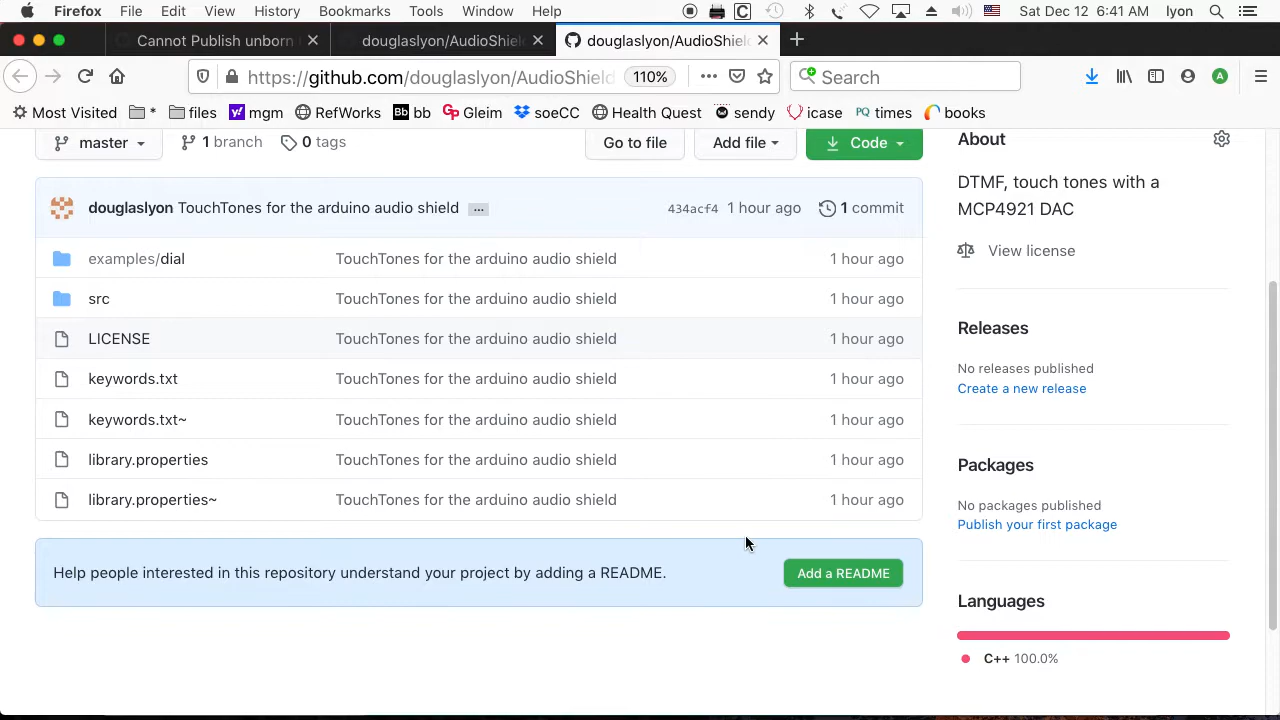 Firefox File Edit View History Bookmarks Tools Window Help C Sat Dec 12 6:41 AM lyon
Cannot Publish unborn
douglaslyon/AudioShiel
douglaslyon/AudioShiel
https://github.com/douglaslyon/AudioShield 110% Search A
Most Visited * files mgm RefWorks Bb bb Gp Gleim soeCC Health Quest sendy icase PQ times books
master 1 branch 0 tags Go to file Add file Code
douglaslyon TouchTones for the arduino audio shield ... 434acf4 1 hour ago 1 commit
examples/dial TouchTones for the arduino audio shield 1 hour ago
src TouchTones for the arduino audio shield 1 hour ago
LICENSE TouchTones for the arduino audio shield 1 hour ago
keywords.txt TouchTones for the arduino audio shield 1 hour ago
keywords.txt~ TouchTones for the arduino audio shield 1 hour ago
library.properties TouchTones for the arduino audio shield 1 hour ago
library.properties~ TouchTones for the arduino audio shield 1 hour ago
Help people interested in this repository understand your project by adding a README. Add a README
About
DTMF, touch tones with a
MCP4921 DAC
View license
Releases
No releases published
Create a new release
Packages
No packages published
Publish your first package
Languages
C++ 100.0%